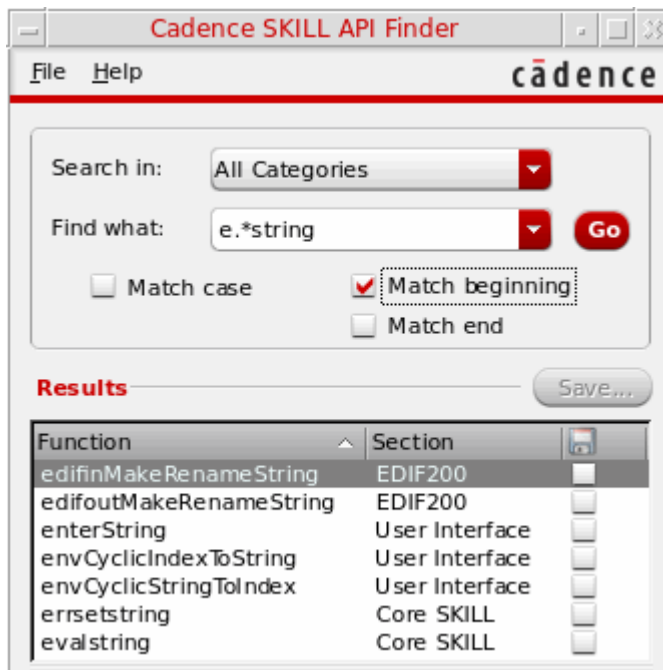 Cadence SKILL API Finder
File Help cādence
Search in: All Categories
Find what: e.*string Go
Match case Match beginning
Match end
Results Save...
Function Section
edifinMakeRenameString EDIF200
edifoutMakeRenameString EDIF200
enterString User Interface
envCyclicIndexToString User Interface
envCyclicStringToIndex User Interface
errsetstring Core SKILL
evalstring Core SKILL